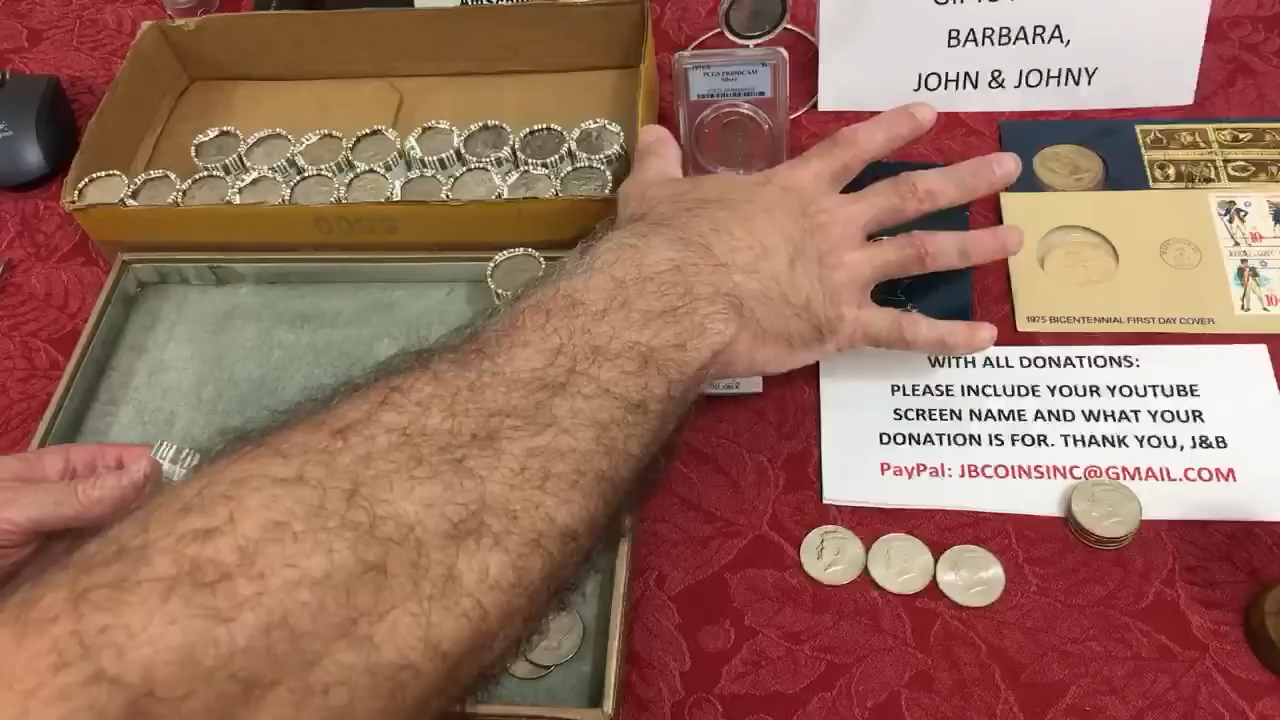 BARBARA,
JOHN & JOHNY
1975 BICENTENNIAL FIRST DAY COVER
WITH ALL DONATIONS:
PLEASE INCLUDE YOUR YOUTUBE
SCREEN NAME AND WHAT YOUR
DONATION IS FOR. THANK YOU, J&B
PayPal: JBCOINSINC@GMAIL.COM